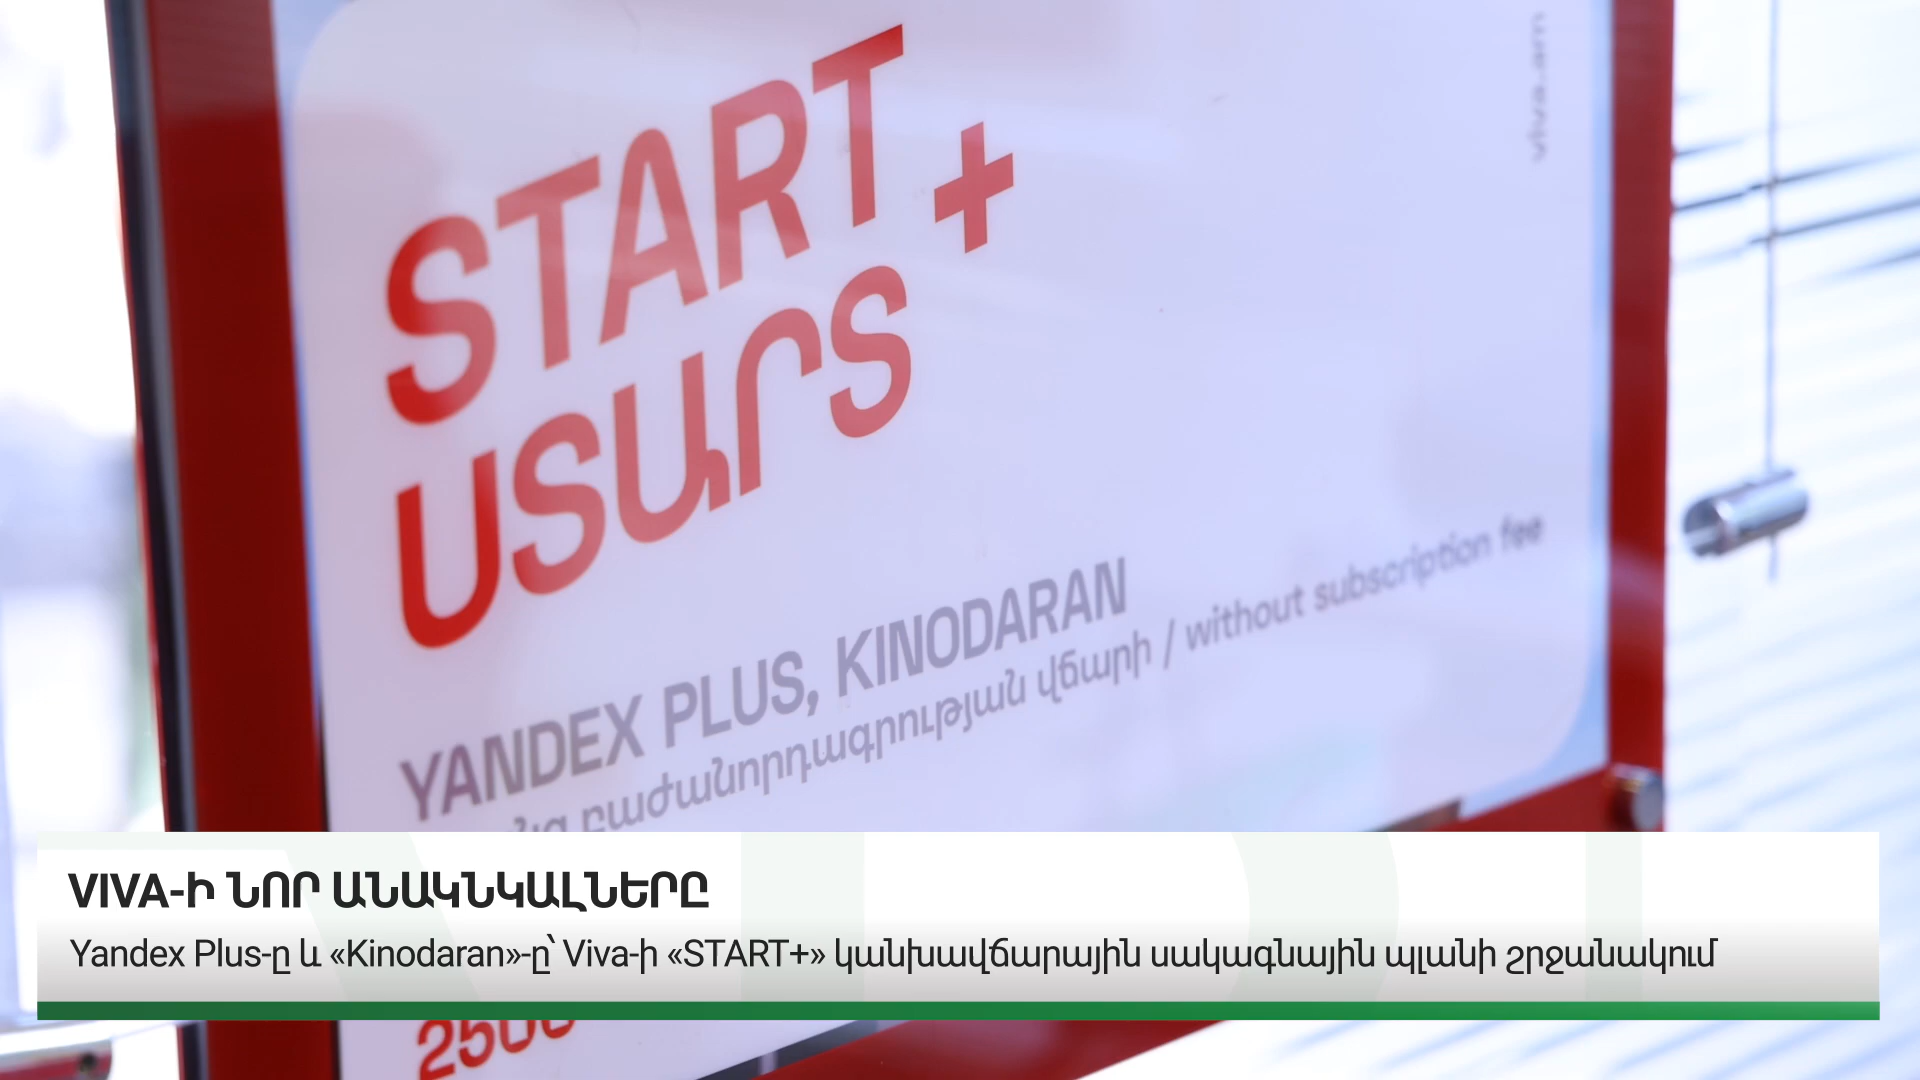 viva.am
START+
ՍՏԱՐՏ
YANDEX PLUS, KINODARAN
բաժանորդագրության վճարի / without subscription fee
VIVA-Ի ՆՈՐ ԱՆԱԿՆԿԱԼՆԵՐԸ
Yandex Plus-ը և «Kinodaran»-ը՝ Viva-ի «START+» կանխավճարային սակագնային պլանի շրջանակում